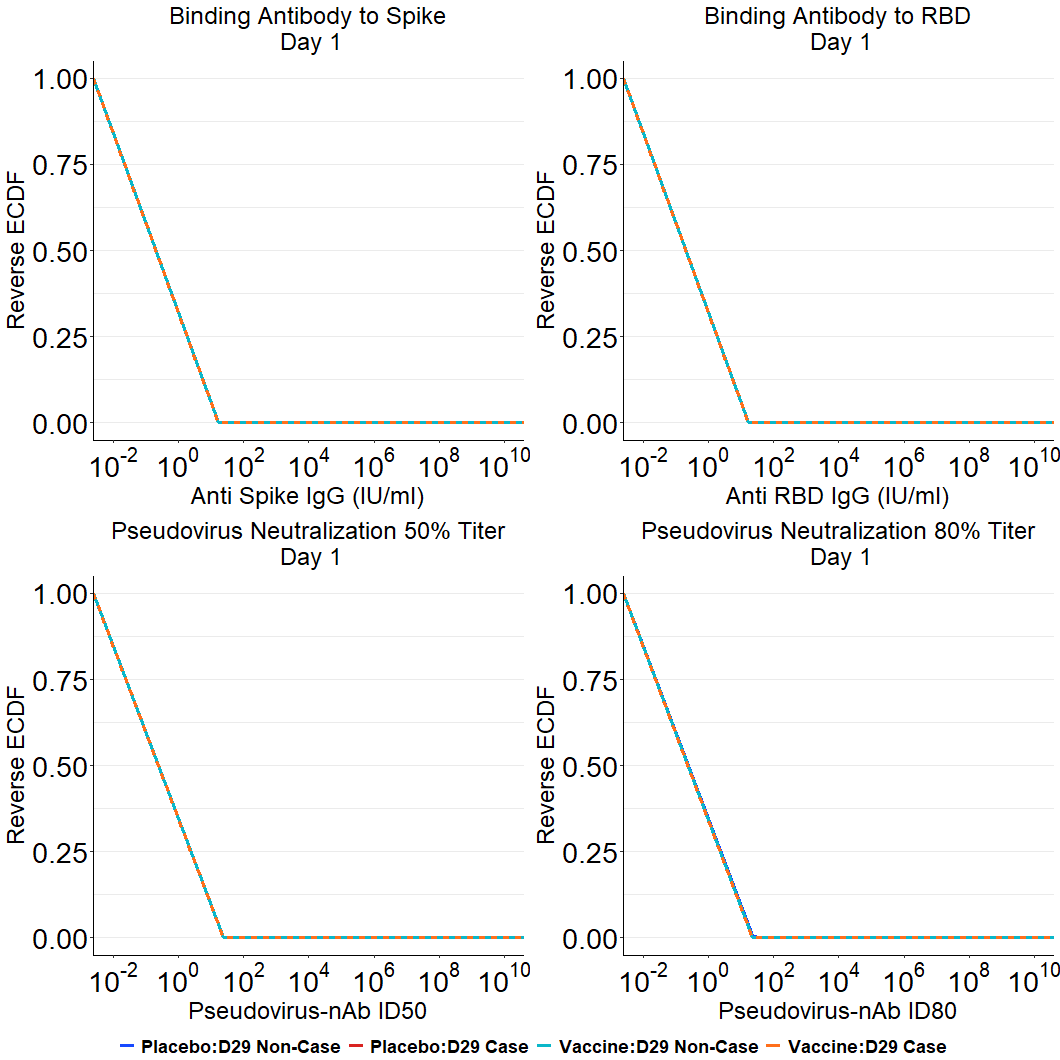 Binding Antibody to Spike
Day 1
Reverse ECDF
1.00
0.75
0.50
0.25
0.00
10^-2 10^0 10^2 10^4 10^6 10^8 10^10
Anti Spike IgG (IU/ml)
Binding Antibody to RBD
Day 1
Reverse ECDF
1.00
0.75
0.50
0.25
0.00
10^-2 10^0 10^2 10^4 10^6 10^8 10^10
Anti RBD IgG (IU/ml)
Pseudovirus Neutralization 50% Titer
Day 1
Reverse ECDF
1.00
0.75
0.50
0.25
0.00
10^-2 10^0 10^2 10^4 10^6 10^8 10^10
Pseudovirus-nAb ID50
Pseudovirus Neutralization 80% Titer
Day 1
Reverse ECDF
1.00
0.75
0.50
0.25
0.00
10^-2 10^0 10^2 10^4 10^6 10^8 10^10
Pseudovirus-nAb ID80
Placebo:D29 Non-Case Placebo:D29 Case Vaccine:D29 Non-Case Vaccine:D29 Case